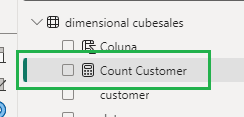 dimensional cubesales
Coluna
Count Customer
customer